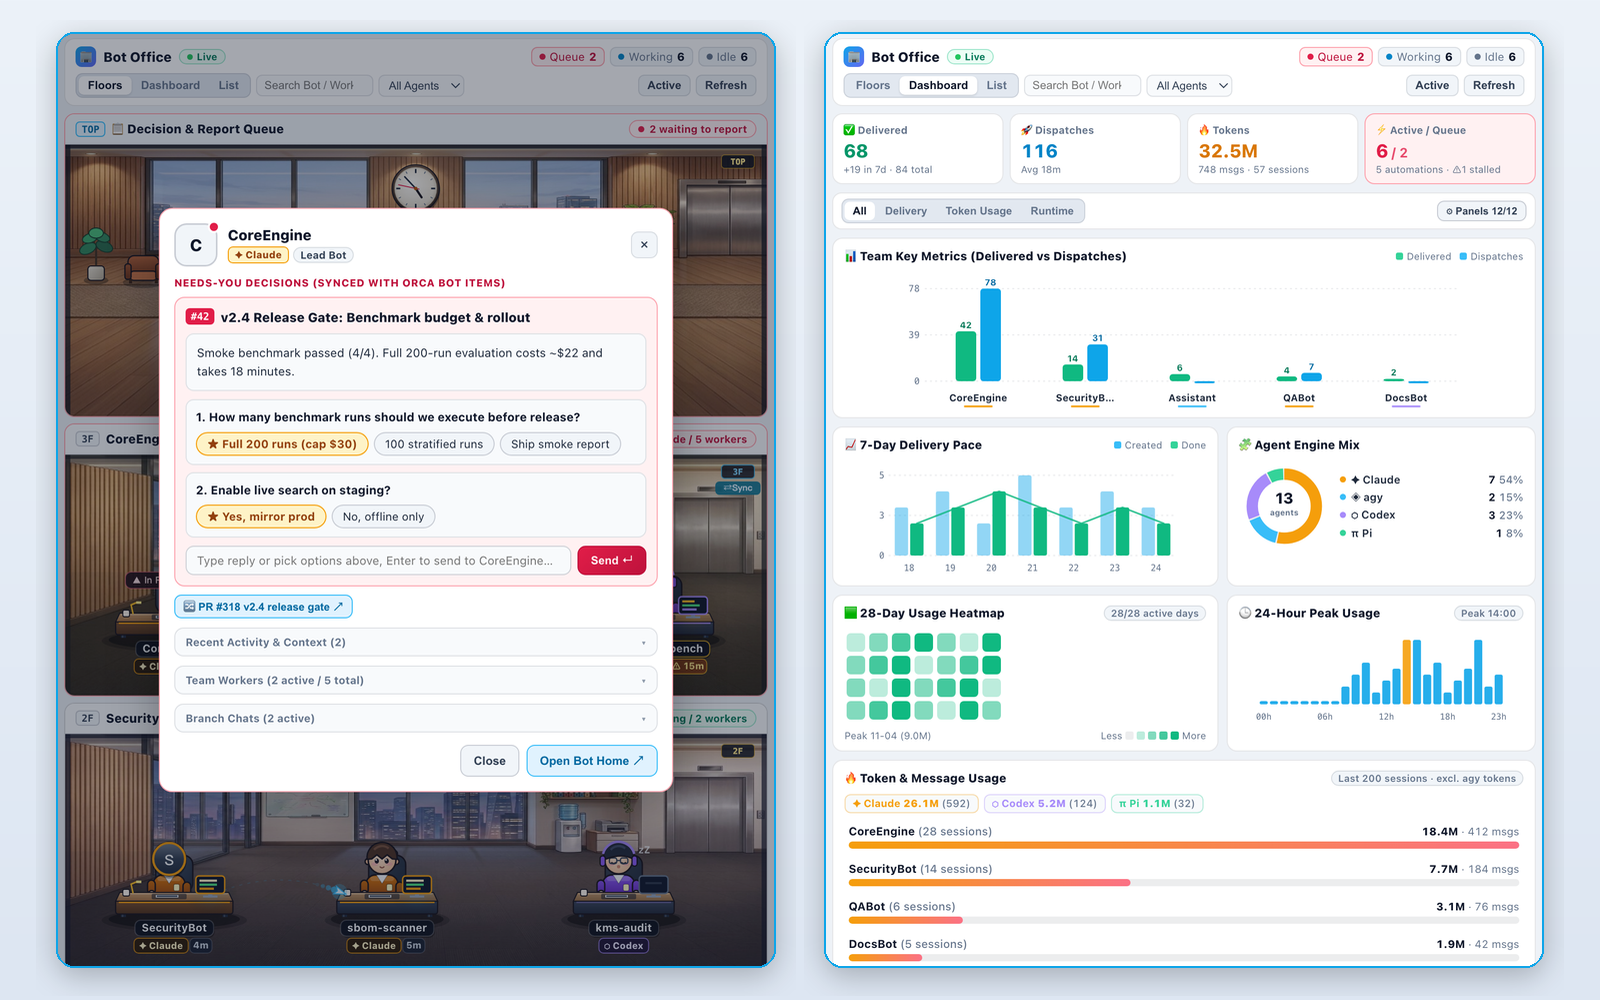 Bot Office
Live
Queue 2
Working 6
Idle 6
Floors
Dashboard
List
Search Bot / Work
All Agents
Active
Refresh
TOP
Decision & Report Queue
2 waiting to report
TOP
CoreEngine
C
Claude
Lead Bot
×
NEEDS-YOU DECISIONS (SYNCED WITH ORCA BOT ITEMS)
#42
v2.4 Release Gate: Benchmark budget & rollout
Smoke benchmark passed (4/4). Full 200-run evaluation costs ~$22 and
takes 18 minutes.
1. How many benchmark runs should we execute before release?
★ Full 200 runs (cap $30)
100 stratified runs
Ship smoke report
2. Enable live search on staging?
★ Yes, mirror prod
No, offline only
Type reply or pick options above, Enter to send to CoreEngine...
Send ↵
PR #318 v2.4 release gate ↗
Recent Activity & Context (2)
Team Workers (2 active / 5 total)
Branch Chats (2 active)
Close
Open Bot Home ↗
3F
CoreEng
de / 5 workers
3F
⇄Sync
In F
Co
Cl
bench
15m
2F
Security
ng / 2 workers
2F
S
zZ
SecurityBot
Claude
4m
sbom-scanner
Claude
5m
kms-audit
Codex
Bot Office
Live
Queue 2
Working 6
Idle 6
Floors
Dashboard
List
Search Bot / Work
All Agents
Active
Refresh
Delivered
68
+19 in 7d · 84 total
Dispatches
116
Avg 18m
Tokens
32.5M
748 msgs · 57 sessions
Active / Queue
6 / 2
5 automations · ⚠1 stalled
All
Delivery
Token Usage
Runtime
Panels 12/12
Team Key Metrics (Delivered vs Dispatches)
Delivered
Dispatches
78
39
0
42
78
14
31
6
4
7
2
CoreEngine
SecurityB...
Assistant
QABot
DocsBot
7-Day Delivery Pace
Created
Done
5
3
0
18
19
20
21
22
23
24
Agent Engine Mix
13
agents
Claude
7 54%
agy
2 15%
Codex
3 23%
π Pi
1 8%
28-Day Usage Heatmap
28/28 active days
Peak 11-04 (9.0M)
Less
More
24-Hour Peak Usage
Peak 14:00
00h
06h
12h
18h
23h
Token & Message Usage
Last 200 sessions · excl. agy tokens
Claude 26.1M (592)
Codex 5.2M (124)
π Pi 1.1M (32)
CoreEngine (28 sessions)
18.4M · 412 msgs
SecurityBot (14 sessions)
7.7M · 184 msgs
QABot (6 sessions)
3.1M · 76 msgs
DocsBot (5 sessions)
1.9M · 42 msgs